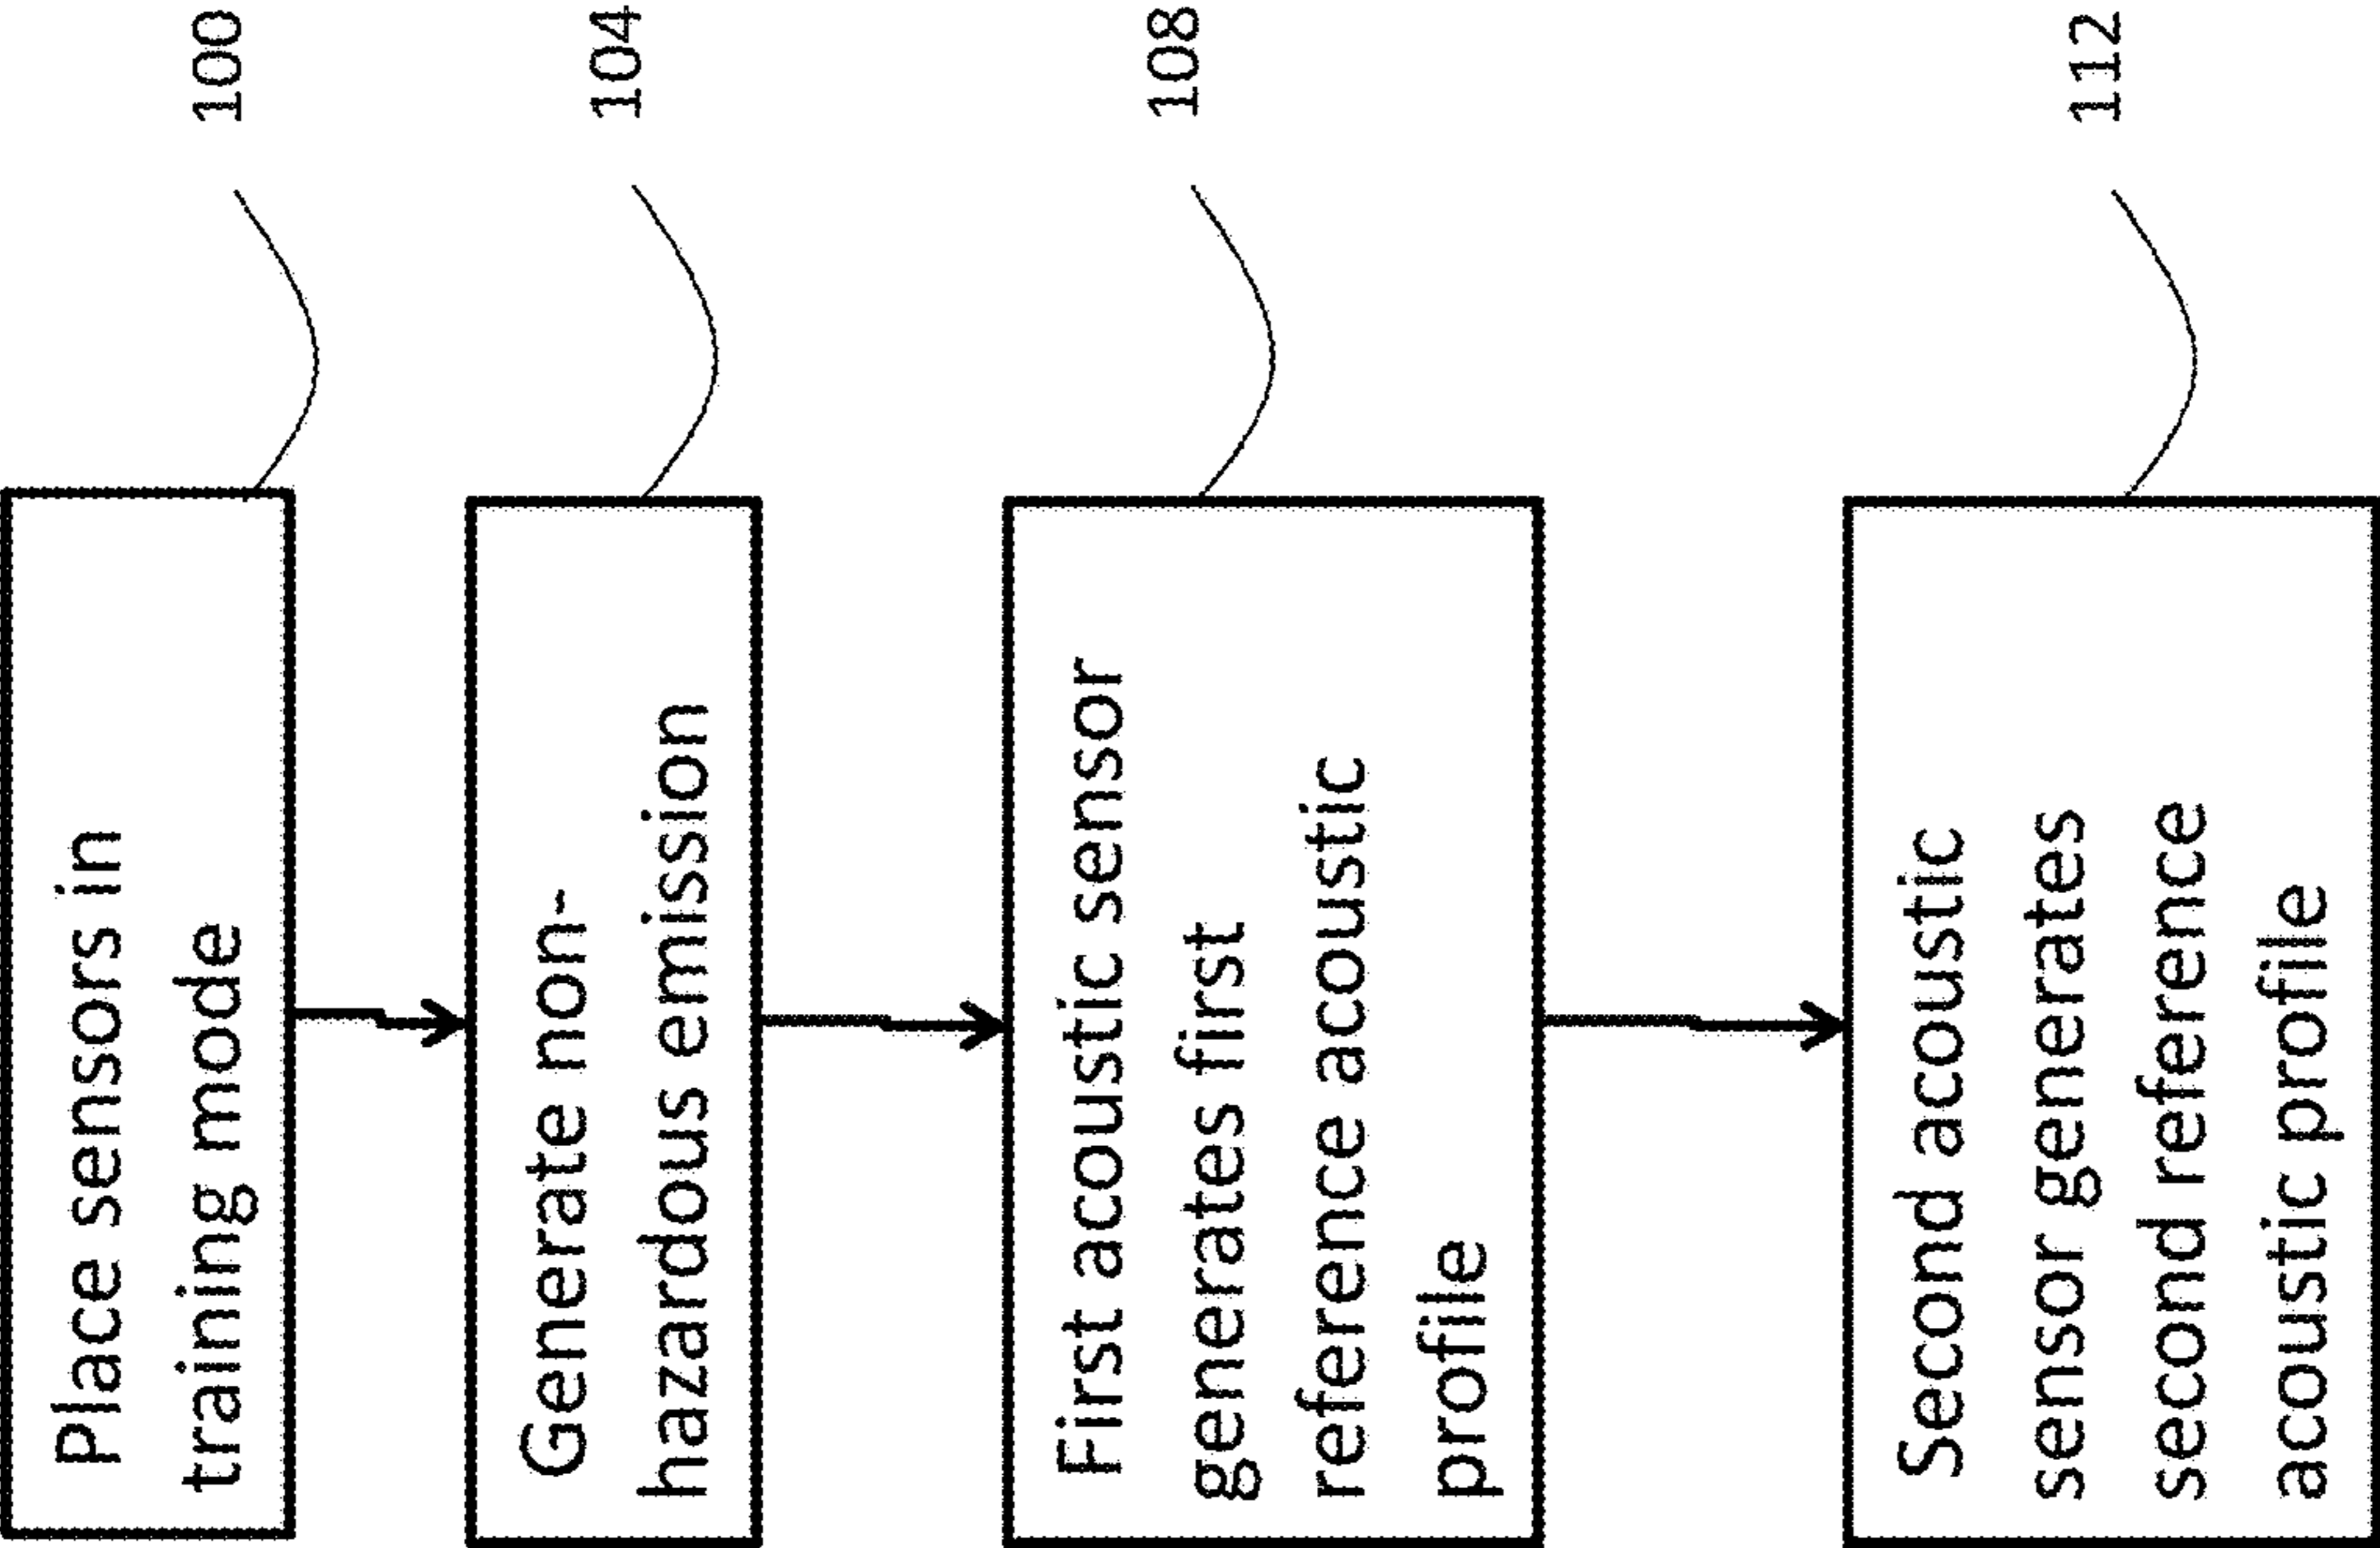 Place sensors in
training mode
100
Generate non-
hazardous emission
104
First acoustic sensor
generates first
reference acoustic
profile
108
Second acoustic
sensor generates
second reference
acoustic profile
112